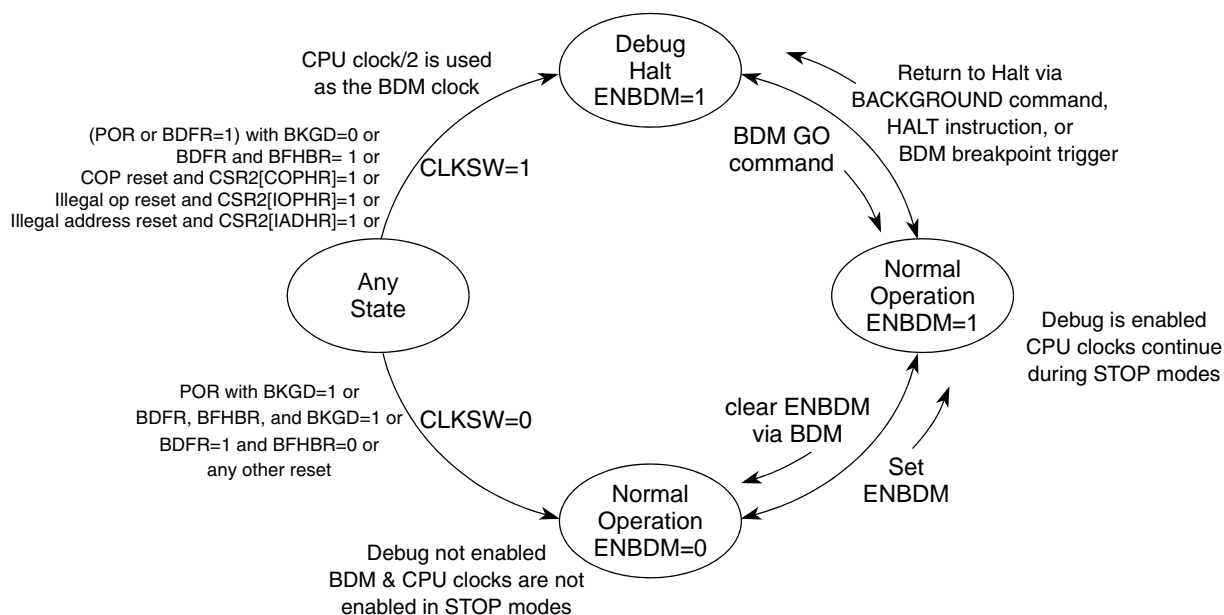 CPU clock/2 is used
as the BDM clock
Debug
Halt
ENBDM=1
Return to Halt via
BACKGROUND command,
HALT instruction, or
BDM breakpoint trigger
(POR or BDFR=1) with BKGD=0 or
BDFR and BFHBR= 1 or
COP reset and CSR2[COPHR]=1 or
Illegal op reset and CSR2[IOPHR]=1 or
Illegal address reset and CSR2[IADHR]=1 or
CLKSW=1
BDM GO
command
Any
State
Normal
Operation
ENBDM=1
Debug is enabled
CPU clocks continue
during STOP modes
POR with BKGD=1 or
BDFR, BFHBR, and BKGD=1 or
BDFR=1 and BFHBR=0 or
any other reset
CLKSW=0
clear ENBDM
via BDM
Set
ENBDM
Normal
Operation
ENBDM=0
Debug not enabled
BDM & CPU clocks are not
enabled in STOP modes